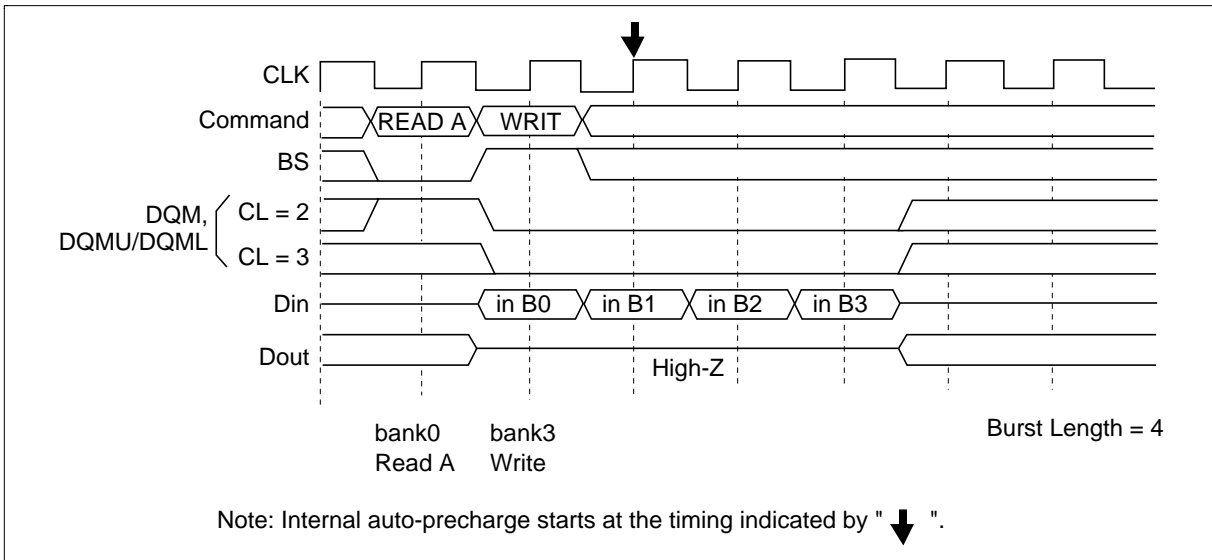 CLK
Command READ A WRIT
BS
DQM, DQMU/DQML CL = 2
CL = 3
Din in B0 in B1 in B2 in B3
Dout High-Z
bank0 Read A
bank3 Write
Burst Length = 4
Note: Internal auto-precharge starts at the timing indicated by " ".